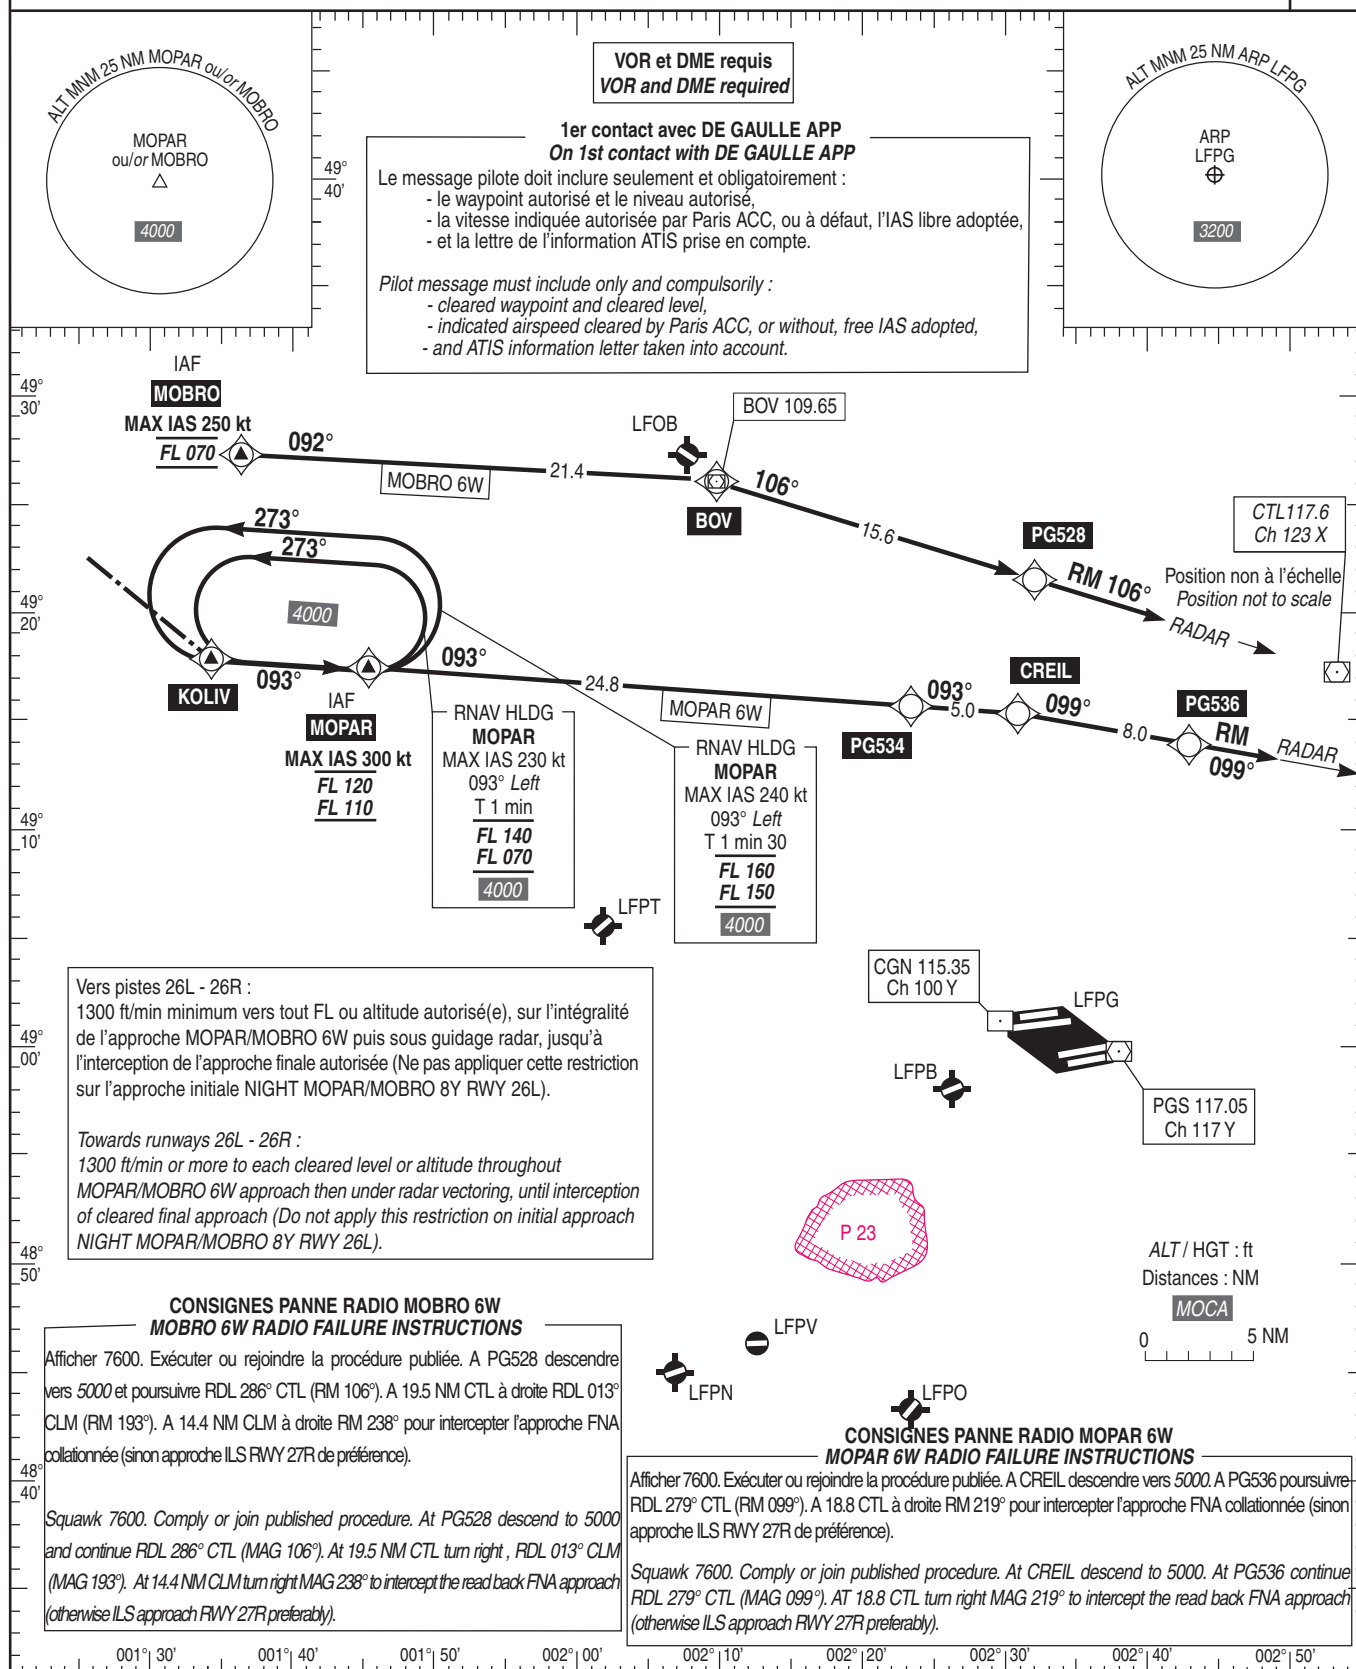 ALT MNM 25 NM MOPAR ou/or MOBRO
MOPAR
ou/or MOBRO
4000
VOR et DME requis
VOR and DME required
1er contact avec DE GAULLE APP
On 1st contact with DE GAULLE APP
Le message pilote doit inclure seulement et obligatoirement :
- le waypoint autorisé et le niveau autorisé,
- la vitesse indiquée autorisée par Paris ACC, ou à défaut, l'IAS libre adoptée,
- et la lettre de l'information ATIS prise en compte.
Pilot message must include only and compulsorily :
- cleared waypoint and cleared level,
- indicated airspeed cleared by Paris ACC, or without, free IAS adopted,
- and ATIS information letter taken into account.
ALT MNM 25 NM ARP LFPG
ARP
LFPG
3200
49°
40'
49°
30'
49°
20'
49°
10'
49°
00'
48°
50'
48°
40'
IAF
MOBRO
MAX IAS 250 kt
FL 070
092°
MOBRO 6W
21.4
LFOB
BOV 109.65
BOV
106°
15.6
PG528
RM 106°
RADAR
CTL117.6
Ch 123 X
Position non à l'échelle
Position not to scale
273°
273°
4000
KOLIV
093°
IAF
MOPAR
MAX IAS 300 kt
FL 120
FL 110
093°
24.8
MOPAR 6W
PG534
093°
5.0
CREIL
099°
8.0
PG536
RM
099°
RADAR
RNAV HLDG
MOPAR
MAX IAS 230 kt
093° Left
T 1 min
FL 140
FL 070
4000
RNAV HLDG
MOPAR
MAX IAS 240 kt
093° Left
T 1 min 30
FL 160
FL 150
4000
LFPT
CGN 115.35
Ch 100 Y
LFPG
LFPB
PGS 117.05
Ch 117 Y
Vers pistes 26L - 26R :
1300 ft/min minimum vers tout FL ou altitude autorisé(e), sur l'intégralité
de l'approche MOPAR/MOBRO 6W puis sous guidage radar, jusqu'à
l'interception de l'approche finale autorisée (Ne pas appliquer cette restriction
sur l'approche initiale NIGHT MOPAR/MOBRO 8Y RWY 26L).
Towards runways 26L - 26R :
1300 ft/min or more to each cleared level or altitude throughout
MOPAR/MOBRO 6W approach then under radar vectoring, until interception
of cleared final approach (Do not apply this restriction on initial approach
NIGHT MOPAR/MOBRO 8Y RWY 26L).
P 23
ALT / HGT : ft
Distances : NM
MOCA
0 5 NM
LFPV
LFPN
LFPO
CONSIGNES PANNE RADIO MOBRO 6W
MOBRO 6W RADIO FAILURE INSTRUCTIONS
Afficher 7600. Exécuter ou rejoindre la procédure publiée. A PG528 descendre
vers 5000 et poursuivre RDL 286° CTL (RM 106°). A 19.5 NM CTL à droite RDL 013°
CLM (RM 193°). A 14.4 NM CLM à droite RM 238° pour intercepter l'approche FNA
collationnée (sinon approche ILS RWY 27R de préférence).
Squawk 7600. Comply or join published procedure. At PG528 descend to 5000
and continue RDL 286° CTL (MAG 106°). At 19.5 NM CTL turn right , RDL 013° CLM
(MAG 193°). At 14.4 NM CLM turn right MAG 238° to intercept the read back FNA approach
(otherwise ILS approach RWY 27R preferably).
CONSIGNES PANNE RADIO MOPAR 6W
MOPAR 6W RADIO FAILURE INSTRUCTIONS
Afficher 7600. Exécuter ou rejoindre la procédure publiée. A CREIL descendre vers 5000. A PG536 poursuivre
RDL 279° CTL (RM 099°). A 18.8 CTL à droite RM 219° pour intercepter l'approche FNA collationnée (sinon
approche ILS RWY 27R de préférence).
Squawk 7600. Comply or join published procedure. At CREIL descend to 5000. At PG536 continue
RDL 279° CTL (MAG 099°). AT 18.8 CTL turn right MAG 219° to intercept the read back FNA approach
(otherwise ILS approach RWY 27R preferably).
001° 30' 001° 40' 001° 50' 002° 00' 002° 10' 002° 20' 002° 30' 002° 40' 002° 50'